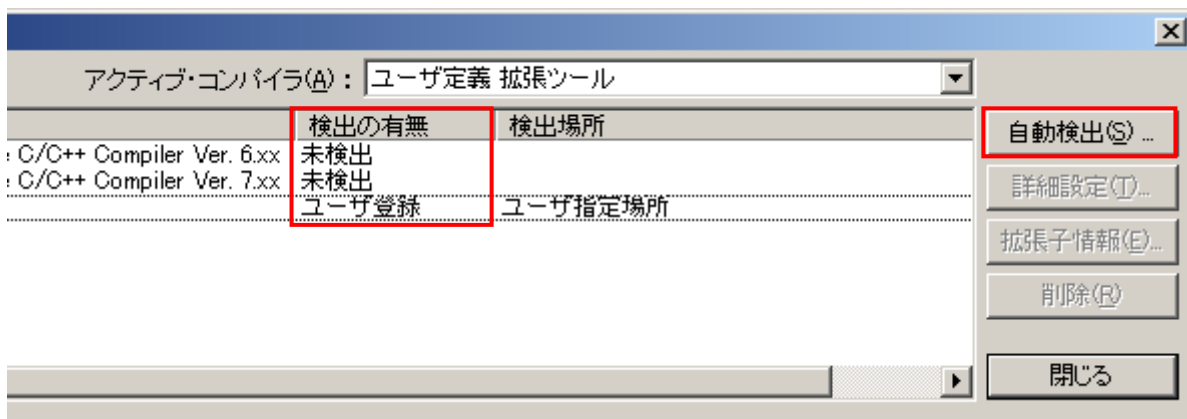 アクティブ・コンパイラ(A)： ユーザ定義 拡張ツール
検出の有無 検出場所
C/C++ Compiler Ver. 6.xx 未検出
C/C++ Compiler Ver. 7.xx 未検出
ユーザ登録 ユーザ指定場所
自動検出(S) ...
詳細設定(T)...
拡張子情報(E)...
削除(R)
閉じる